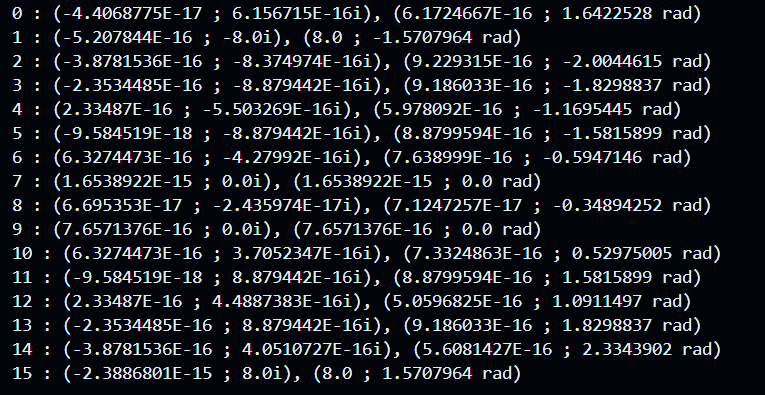 0 : (-4.4068775E-17 ; 6.156715E-16i), (6.1724667E-16 ; 1.6422528 rad)
1 : (-5.207844E-16 ; -8.0i), (8.0 ; -1.5707964 rad)
2 : (-3.8781536E-16 ; -8.374974E-16i), (9.229315E-16 ; -2.0044615 rad)
3 : (-2.3534485E-16 ; -8.879442E-16i), (9.186033E-16 ; -1.8298837 rad)
4 : (2.33487E-16 ; -5.503269E-16i), (5.978092E-16 ; -1.1695445 rad)
5 : (-9.584519E-18 ; -8.879442E-16i), (8.8799594E-16 ; -1.5815899 rad)
6 : (6.3274473E-16 ; -4.27992E-16i), (7.638999E-16 ; -0.5947146 rad)
7 : (1.6538922E-15 ; 0.0i), (1.6538922E-15 ; 0.0 rad)
8 : (6.695353E-17 ; -2.435974E-17i), (7.1247257E-17 ; -0.34894252 rad)
9 : (7.6571376E-16 ; 0.0i), (7.6571376E-16 ; 0.0 rad)
10 : (6.3274473E-16 ; 3.7052347E-16i), (7.3324863E-16 ; 0.52975005 rad)
11 : (-9.584519E-18 ; 8.879442E-16i), (8.8799594E-16 ; 1.5815899 rad)
12 : (2.33487E-16 ; 4.4887383E-16i), (5.0596825E-16 ; 1.0911497 rad)
13 : (-2.3534485E-16 ; 8.879442E-16i), (9.186033E-16 ; 1.8298837 rad)
14 : (-3.8781536E-16 ; 4.0510727E-16i), (5.6081427E-16 ; 2.3343902 rad)
15 : (-2.3886801E-15 ; 8.0i), (8.0 ; 1.5707964 rad)